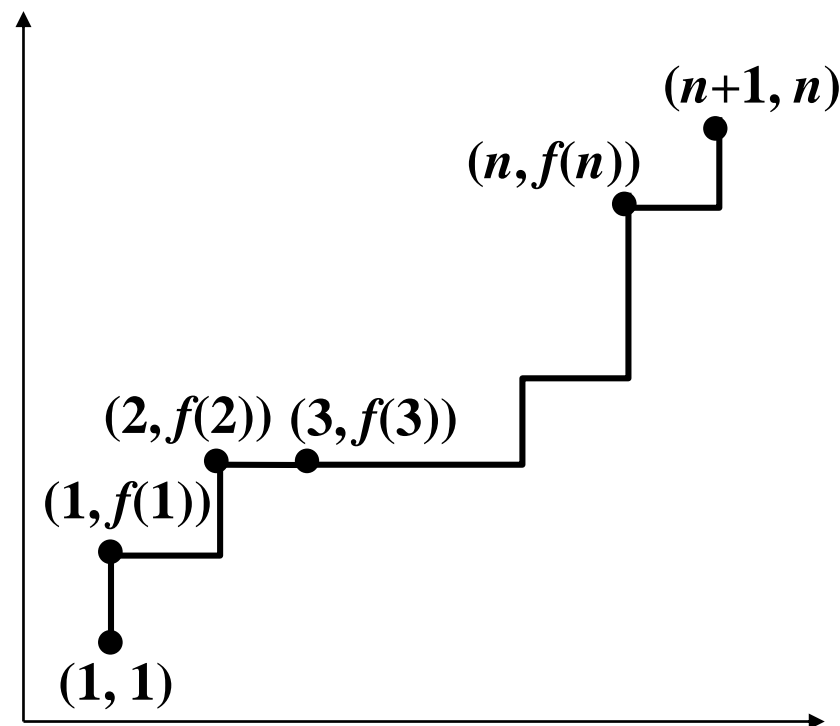 (n+1, n)
(n, f(n))
(2, f(2)) (3, f(3))
(1, f(1))
(1, 1)